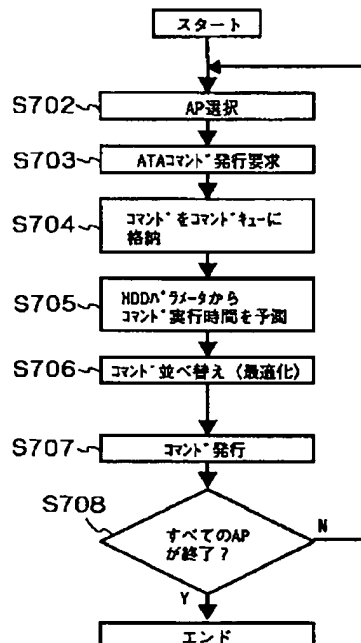 スタート
S702
AP選択
S703
ATAコマンド発行要求
S704
コマンドをコマンドキューに
格納
S705
HDDパラメータから
コマンド実行時間を予測
S706
コマンド並べ替え（最適化）
S707
コマンド発行
S708
すべてのAP
が終了？
N
Y
エンド